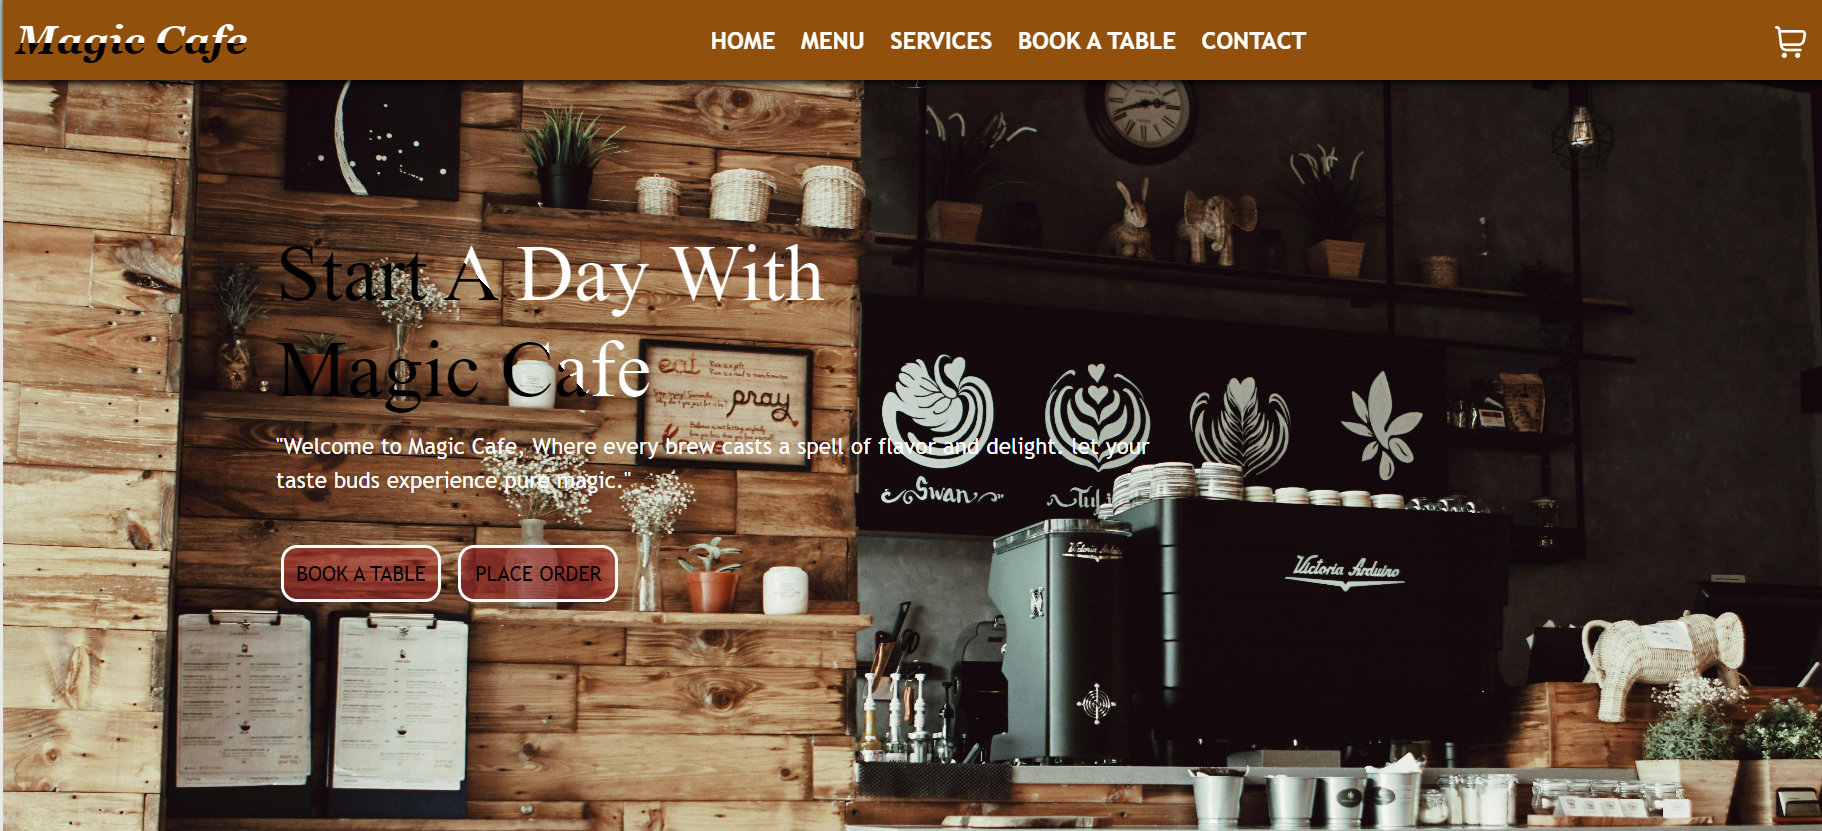 Magic Cafe
HOME MENU SERVICES BOOK A TABLE CONTACT
Start A Day With
Magic Cafe
eat
pray
"Welcome to Magic Cafe, Where every brew casts a spell of flavor and delight. let your
taste buds experience pure magic."
Swan
BOOK A TABLE PLACE ORDER
Victoria Arduino
Victoria Arduino